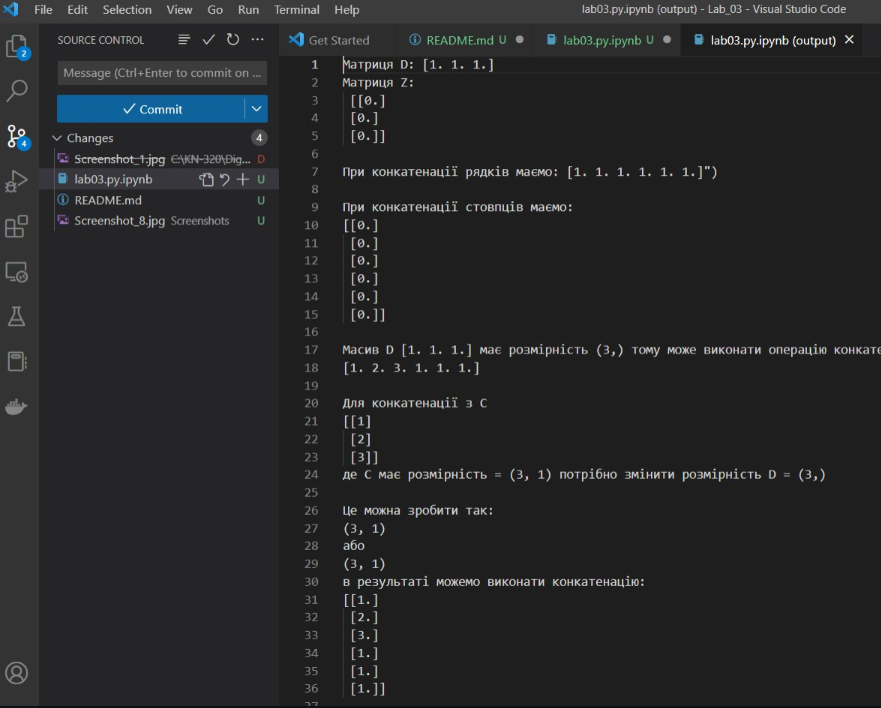 File Edit Selection View Go Run Terminal Help lab03.py.ipynb (output) - Lab_03 - Visual Studio Code
SOURCE CONTROL
Get Started README.md U lab03.py.ipynb U lab03.py.ipynb (output)
2
Message (Ctrl+Enter to commit on ...
Commit
Changes 4
Screenshot_1.jpg C:\KN-320\Dig... D
lab03.py.ipynb U
README.md U
Screenshot_8.jpg Screenshots U
4
1 Матриця D: [1. 1. 1.]
2 Матриця Z:
3 [[0.]
4 [0.]
5 [0.]]
6
7 При конкатенації рядків маємо: [1. 1. 1. 1. 1. 1.]")
8
9 При конкатенації стовпців маємо:
10 [[0.]
11 [0.]
12 [0.]
13 [0.]
14 [0.]
15 [0.]]
16
17 Масив D [1. 1. 1.] має розмірність (3,) тому може виконати операцію конкате
18 [1. 2. 3. 1. 1. 1.]
19
20 Для конкатенації з C
21 [[1]
22 [2]
23 [3]]
24 де C має розмірність = (3, 1) потрібно змінити розмірність D = (3,)
25
26 Це можна зробити так:
27 (3, 1)
28 або
29 (3, 1)
30 в результаті можемо виконати конкатенацію:
31 [[1.]
32 [2.]
33 [3.]
34 [1.]
35 [1.]
36 [1.]]
37